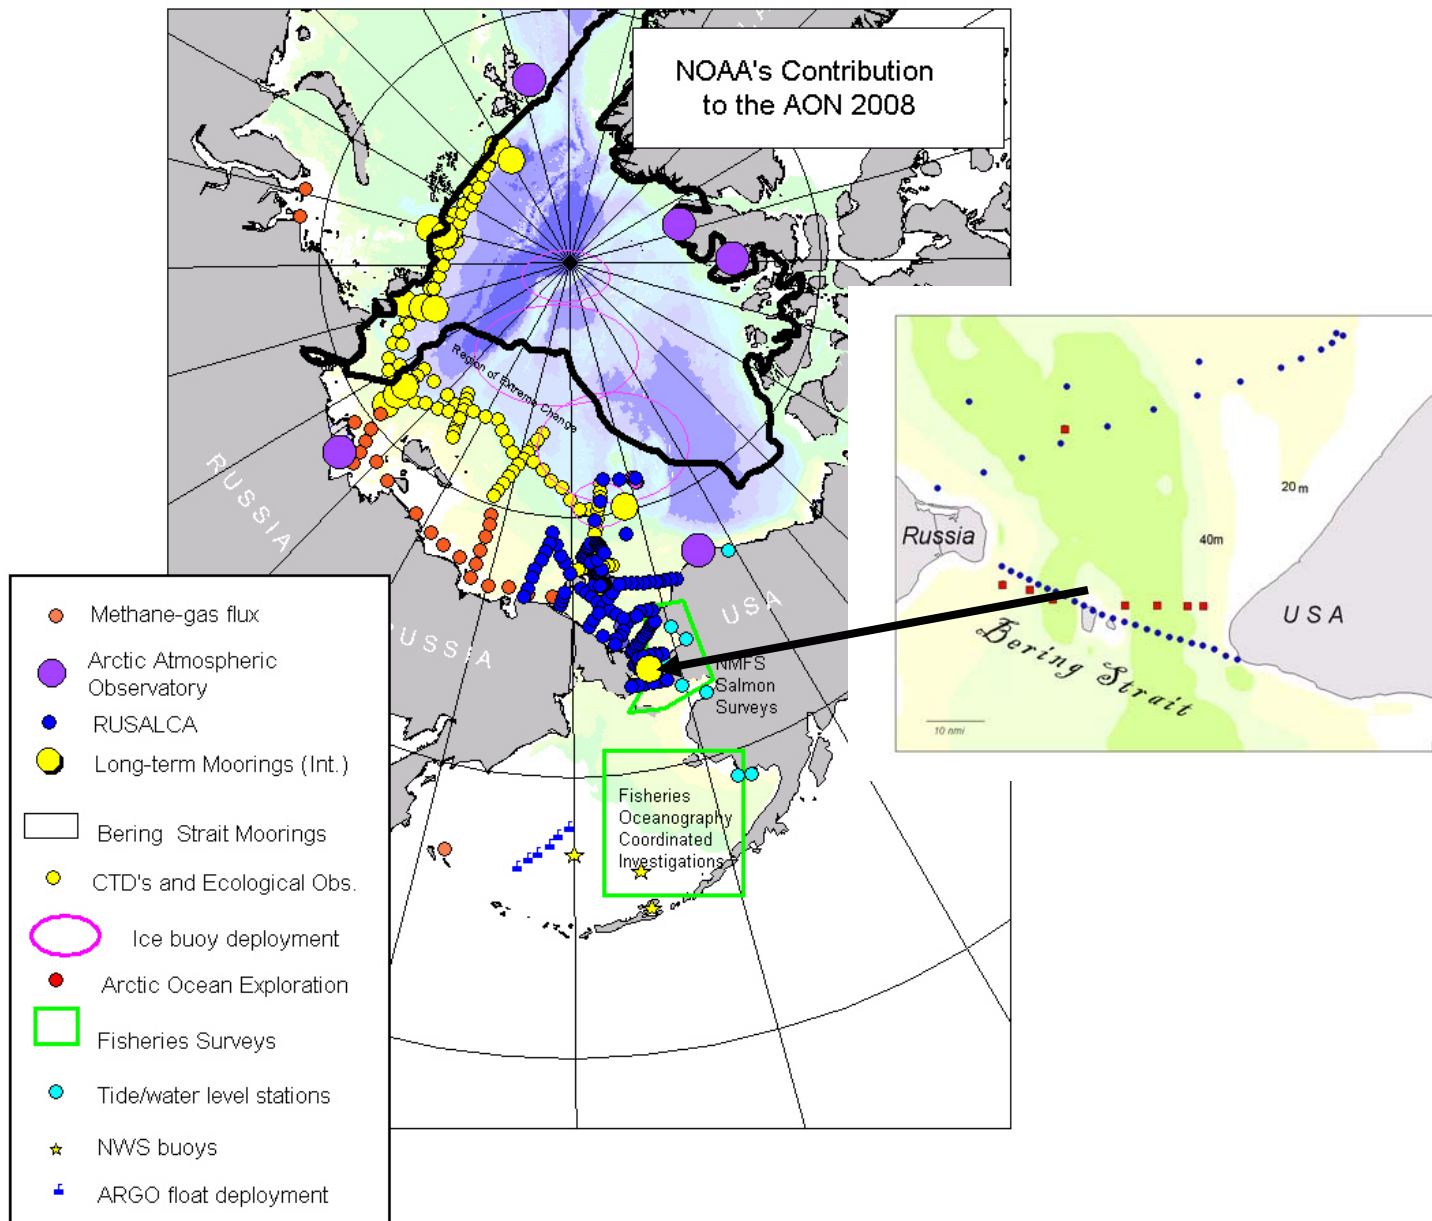 NOAA's Contribution
to the AON 2008
Region of Extreme Change
RUSSIA
RUSSIA
USA
NMFS
Salmon
Surveys
Fisheries
Oceanography
Coordinated
Investigations
Russia
USA
20 m
40m
Bering Strait
10 nmi
Methane-gas flux
Arctic Atmospheric
Observatory
RUSALCA
Long-term Moorings (Int.)
Bering Strait Moorings
CTD's and Ecological Obs.
Ice buoy deployment
Arctic Ocean Exploration
Fisheries Surveys
Tide/water level stations
NWS buoys
ARGO float deployment